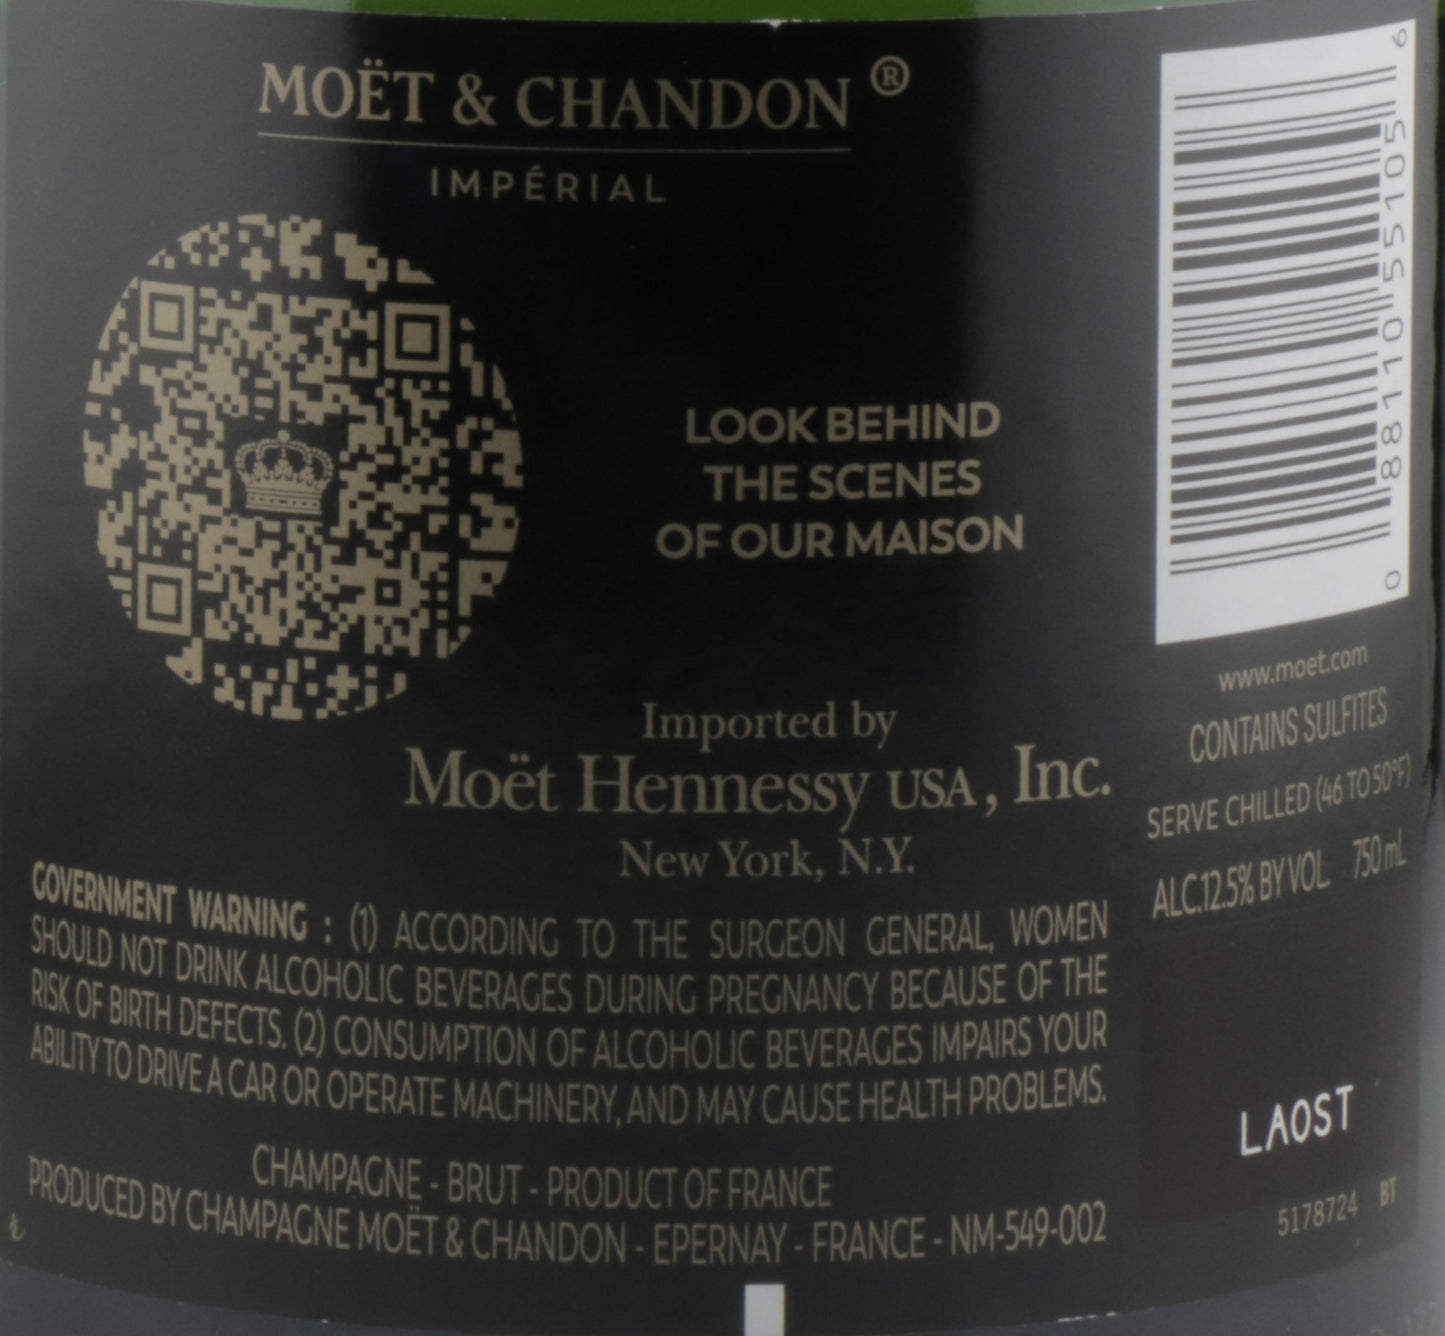 MOËT & CHANDON ®
IMPÉRIAL
LOOK BEHIND
THE SCENES
OF OUR MAISON
Imported by
Moët Hennessy USA, Inc.
New York, N.Y.
GOVERNMENT WARNING : (1) ACCORDING TO THE SURGEON GENERAL, WOMEN
SHOULD NOT DRINK ALCOHOLIC BEVERAGES DURING PREGNANCY BECAUSE OF THE
RISK OF BIRTH DEFECTS. (2) CONSUMPTION OF ALCOHOLIC BEVERAGES IMPAIRS YOUR
ABILITY TO DRIVE A CAR OR OPERATE MACHINERY, AND MAY CAUSE HEALTH PROBLEMS.
CHAMPAGNE - BRUT - PRODUCT OF FRANCE
PRODUCED BY CHAMPAGNE MOËT & CHANDON - EPERNAY - FRANCE - NM-549-002
0 88110 55105 6
www.moet.com
CONTAINS SULFITES
SERVE CHILLED (46 TO 50°F)
ALC.12.5% BY VOL. 750 mL
LAOST
5178724 BT